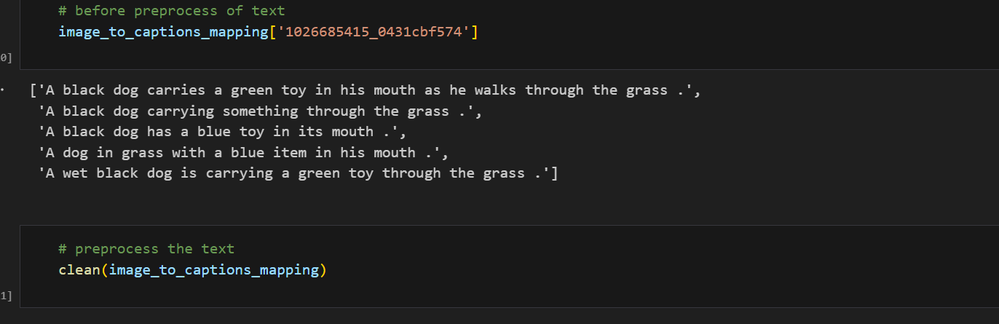 # before preprocess of text
image_to_captions_mapping['1026685415_0431cbf574']
0]
['A black dog carries a green toy in his mouth as he walks through the grass .',
'A black dog carrying something through the grass .',
'A black dog has a blue toy in its mouth .',
'A dog in grass with a blue item in his mouth .',
'A wet black dog is carrying a green toy through the grass .']
# preprocess the text
clean(image_to_captions_mapping)
1]